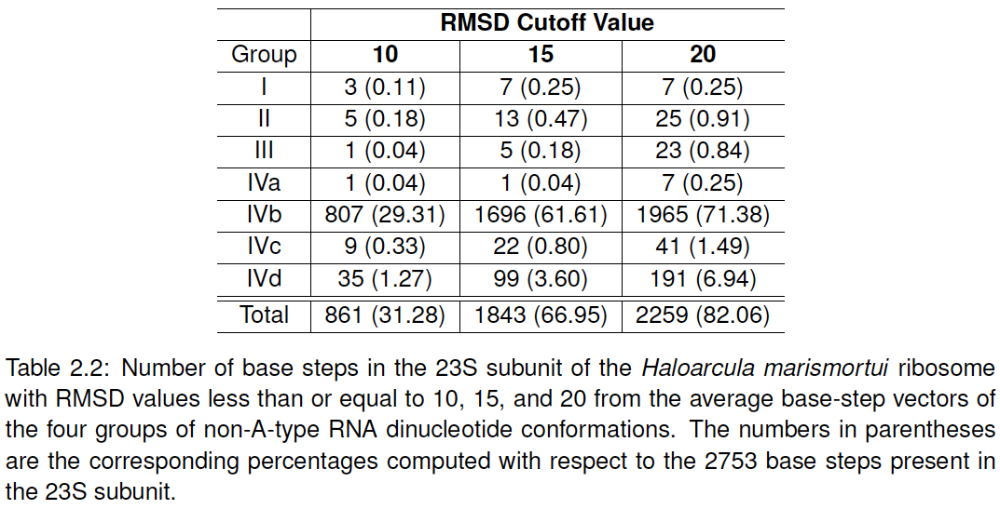 RMSD Cutoff Value
Group 10 15 20
I 3 (0.11) 7 (0.25) 7 (0.25)
II 5 (0.18) 13 (0.47) 25 (0.91)
III 1 (0.04) 5 (0.18) 23 (0.84)
IVa 1 (0.04) 1 (0.04) 7 (0.25)
IVb 807 (29.31) 1696 (61.61) 1965 (71.38)
IVc 9 (0.33) 22 (0.80) 41 (1.49)
IVd 35 (1.27) 99 (3.60) 191 (6.94)
Total 861 (31.28) 1843 (66.95) 2259 (82.06)
Table 2.2: Number of base steps in the 23S subunit of the Haloarcula marismortui ribosome
with RMSD values less than or equal to 10, 15, and 20 from the average base-step vectors of
the four groups of non-A-type RNA dinucleotide conformations. The numbers in parentheses
are the corresponding percentages computed with respect to the 2753 base steps present in
the 23S subunit.